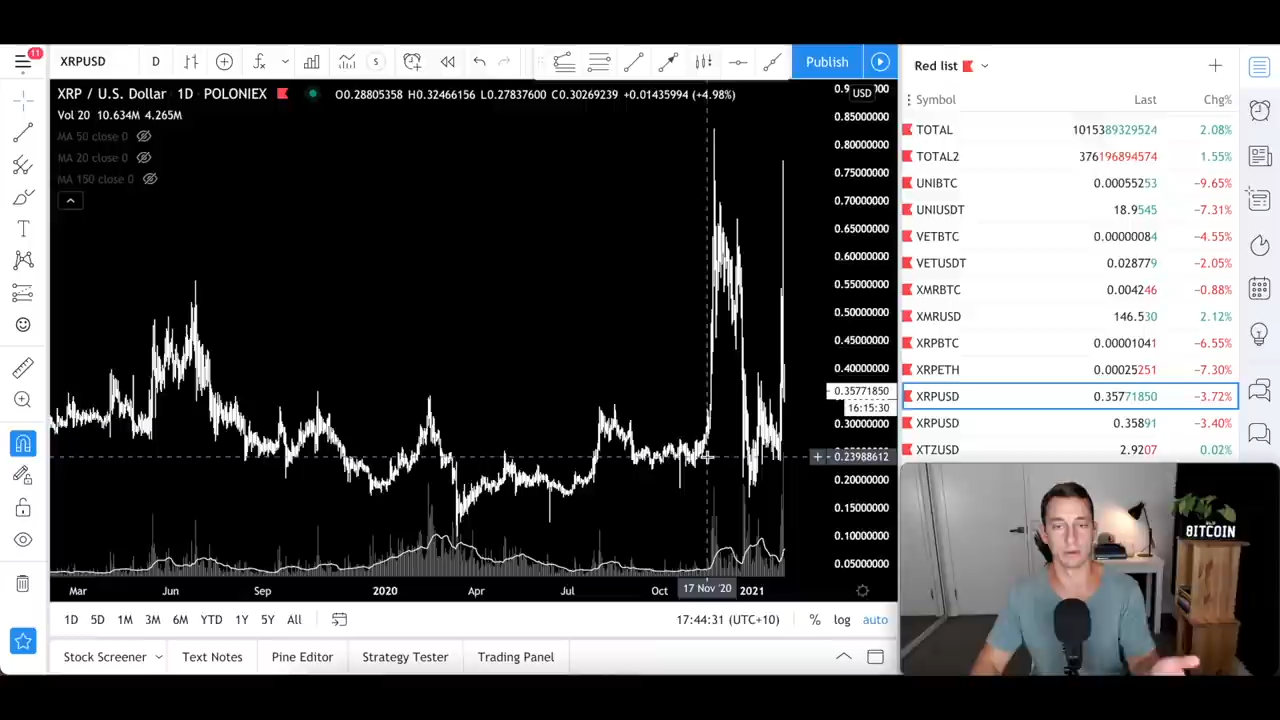 11
XRPUSD
D
S
Publish
Red list
XRP / U.S. Dollar • 1D • POLONIEX
O0.28805358 H0.32466156 L0.27837600 C0.30269239 +0.01435994 (+4.98%)
Vol 20 10.634M 4.265M
MA 50 close 0
MA 20 close 0
MA 150 close 0
USD
0.85000000
0.80000000
0.75000000
0.70000000
0.65000000
0.60000000
0.55000000
0.50000000
0.45000000
0.40000000
0.35771850
16:15:30
0.30000000
0.23988612
0.20000000
0.15000000
0.10000000
0.05000000
Mar Jun Sep 2020 Apr Jul Oct 17 Nov '20 2021
1D 5D 1M 3M 6M YTD 1Y 5Y All
17:44:31 (UTC+10) % log auto
Stock Screener Text Notes Pine Editor Strategy Tester Trading Panel
Symbol Last Chg%
TOTAL 1015389329524 2.08%
TOTAL2 376196894574 1.55%
UNIBTC 0.00055253 −9.65%
UNIUSDT 18.9545 −7.31%
VETBTC 0.00000084 −4.55%
VETUSDT 0.028779 −2.05%
XMRBTC 0.004246 −0.88%
XMRUSD 146.530 2.12%
XRPBTC 0.00001041 −6.55%
XRPETH 0.00025251 −7.30%
XRPUSD 0.35771850 −3.72%
XRPUSD 0.35891 −3.40%
XTZUSD 2.9207 0.02%
BITCOIN